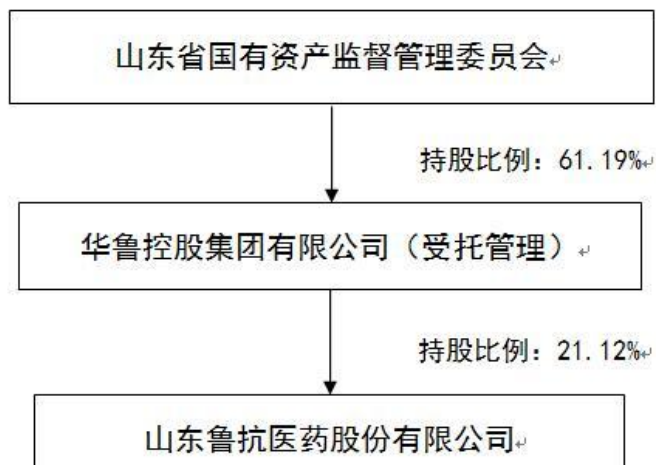 山东省国有资产监督管理委员会
持股比例：61.19%
华鲁控股集团有限公司（受托管理）
持股比例：21.12%
山东鲁抗医药股份有限公司